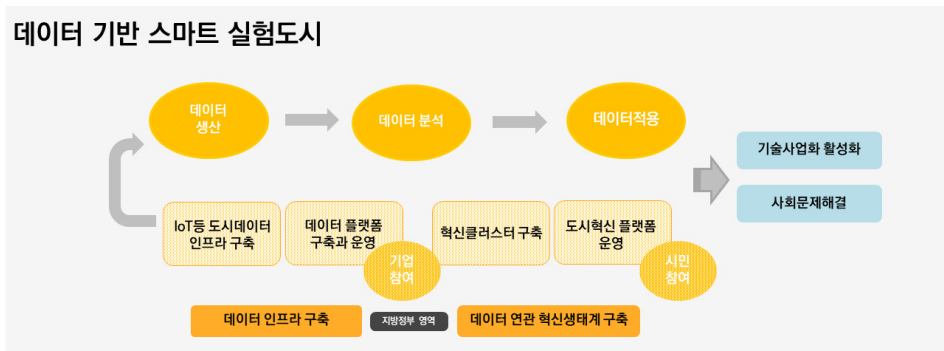 데이터 기반 스마트 실험도시
데이터
생산
데이터 분석
데이터적용
기술사업화 활성화
사회문제해결
IoT등 도시데이터
인프라 구축
데이터 플랫폼
구축과 운영
기업
참여
혁신클러스터 구축
도시혁신 플랫폼
운영
시민
참여
데이터 인프라 구축
지방정부 영역
데이터 연관 혁신생태계 구축